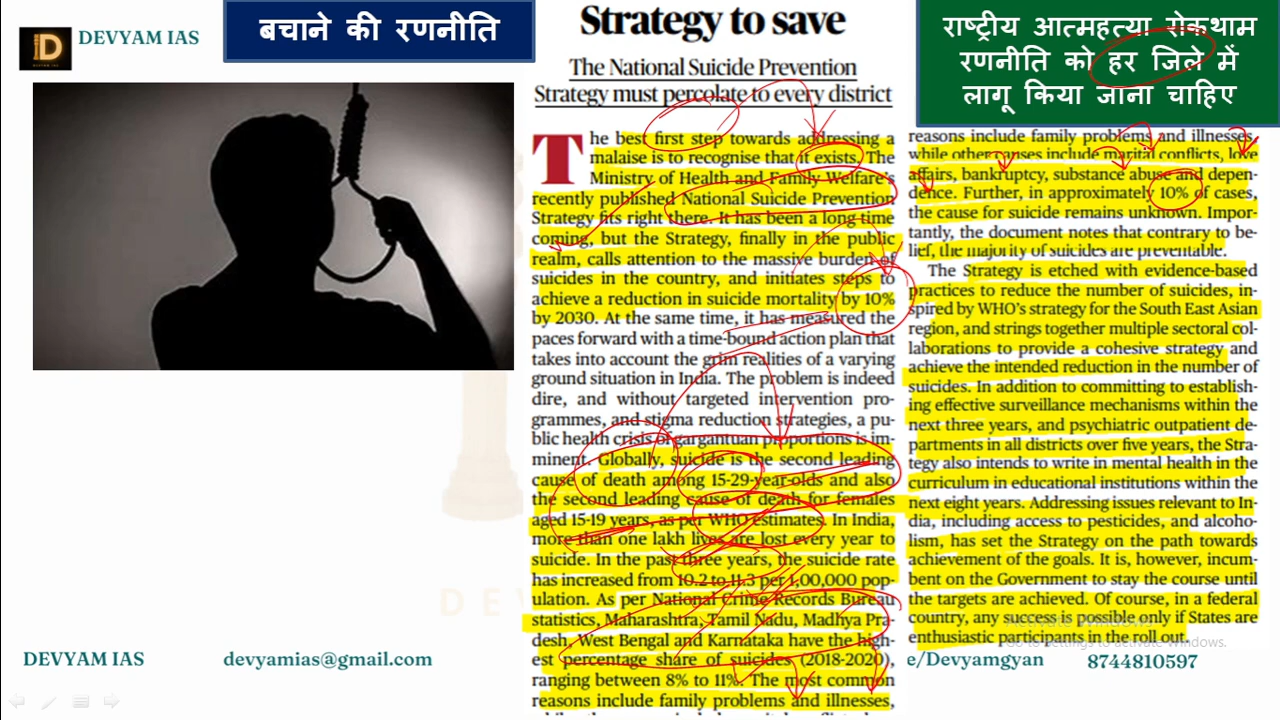 DEVYAM IAS
बचाने की रणनीति
Strategy to save
The National Suicide Prevention
Strategy must percolate to every district
The best first step towards addressing a
malaise is to recognise that it exists. The
Ministry of Health and Family Welfare's
recently published National Suicide Prevention
Strategy fits right there. It has been a long time
coming, but the Strategy, finally in the public
realm, calls attention to the massive burden of
suicides in the country, and initiates steps to
achieve a reduction in suicide mortality by 10%
by 2030. At the same time, it has measured the
paces forward with a time-bound action plan that
takes into account the grim realities of a varying
ground situation in India. The problem is indeed
dire, and without targeted intervention pro-
grammes, and stigma reduction strategies, a pu-
blic health crisis of gargantuan proportions is im-
minent. Globally, suicide is the second leading
cause of death among 15-29-year-olds and also
the second leading cause of death for females
aged 15-19 years, as per WHO estimates. In India,
more than one lakh lives are lost every year to
suicide. In the past three years, the suicide rate
has increased from 10.2 to 11.3 per 1,00,000 pop-
ulation. As per National Crime Records Bureau
statistics, Maharashtra, Tamil Nadu, Madhya Pra-
desh, West Bengal and Karnataka have the high-
est percentage share of suicides (2018-2020),
ranging between 8% to 11%. The most common
reasons include family problems and illnesses,
राष्ट्रीय आत्महत्या रोकथाम
रणनीति को हर जिले में
लागू किया जाना चाहिए
reasons include family problems and illnesses,
while other causes include marital conflicts, love
affairs, bankruptcy, substance abuse and depen-
dence. Further, in approximately 10% of cases,
the cause for suicide remains unknown. Impor-
tantly, the document notes that contrary to be-
lief, the majority of suicides are preventable.
The Strategy is etched with evidence-based
practices to reduce the number of suicides, in-
spired by WHO's strategy for the South East Asian
region, and strings together multiple sectoral col-
laborations to provide a cohesive strategy and
achieve the intended reduction in the number of
suicides. In addition to committing to establish-
ing effective surveillance mechanisms within the
next three years, and psychiatric outpatient de-
partments in all districts over five years, the Stra-
tegy also intends to write in mental health in the
curriculum in educational institutions within the
next eight years. Addressing issues relevant to In-
dia, including access to pesticides, and alcoho-
lism, has set the Strategy on the path towards
achievement of the goals. It is, however, incum-
bent on the Government to stay the course until
the targets are achieved. Of course, in a federal
country, any success is possible only if States are
enthusiastic participants in the roll out.
Activate Windows
Go to Settings to activate Windows.
DEVYAM IAS
devyamias@gmail.com
e/Devyamgyan
8744810597